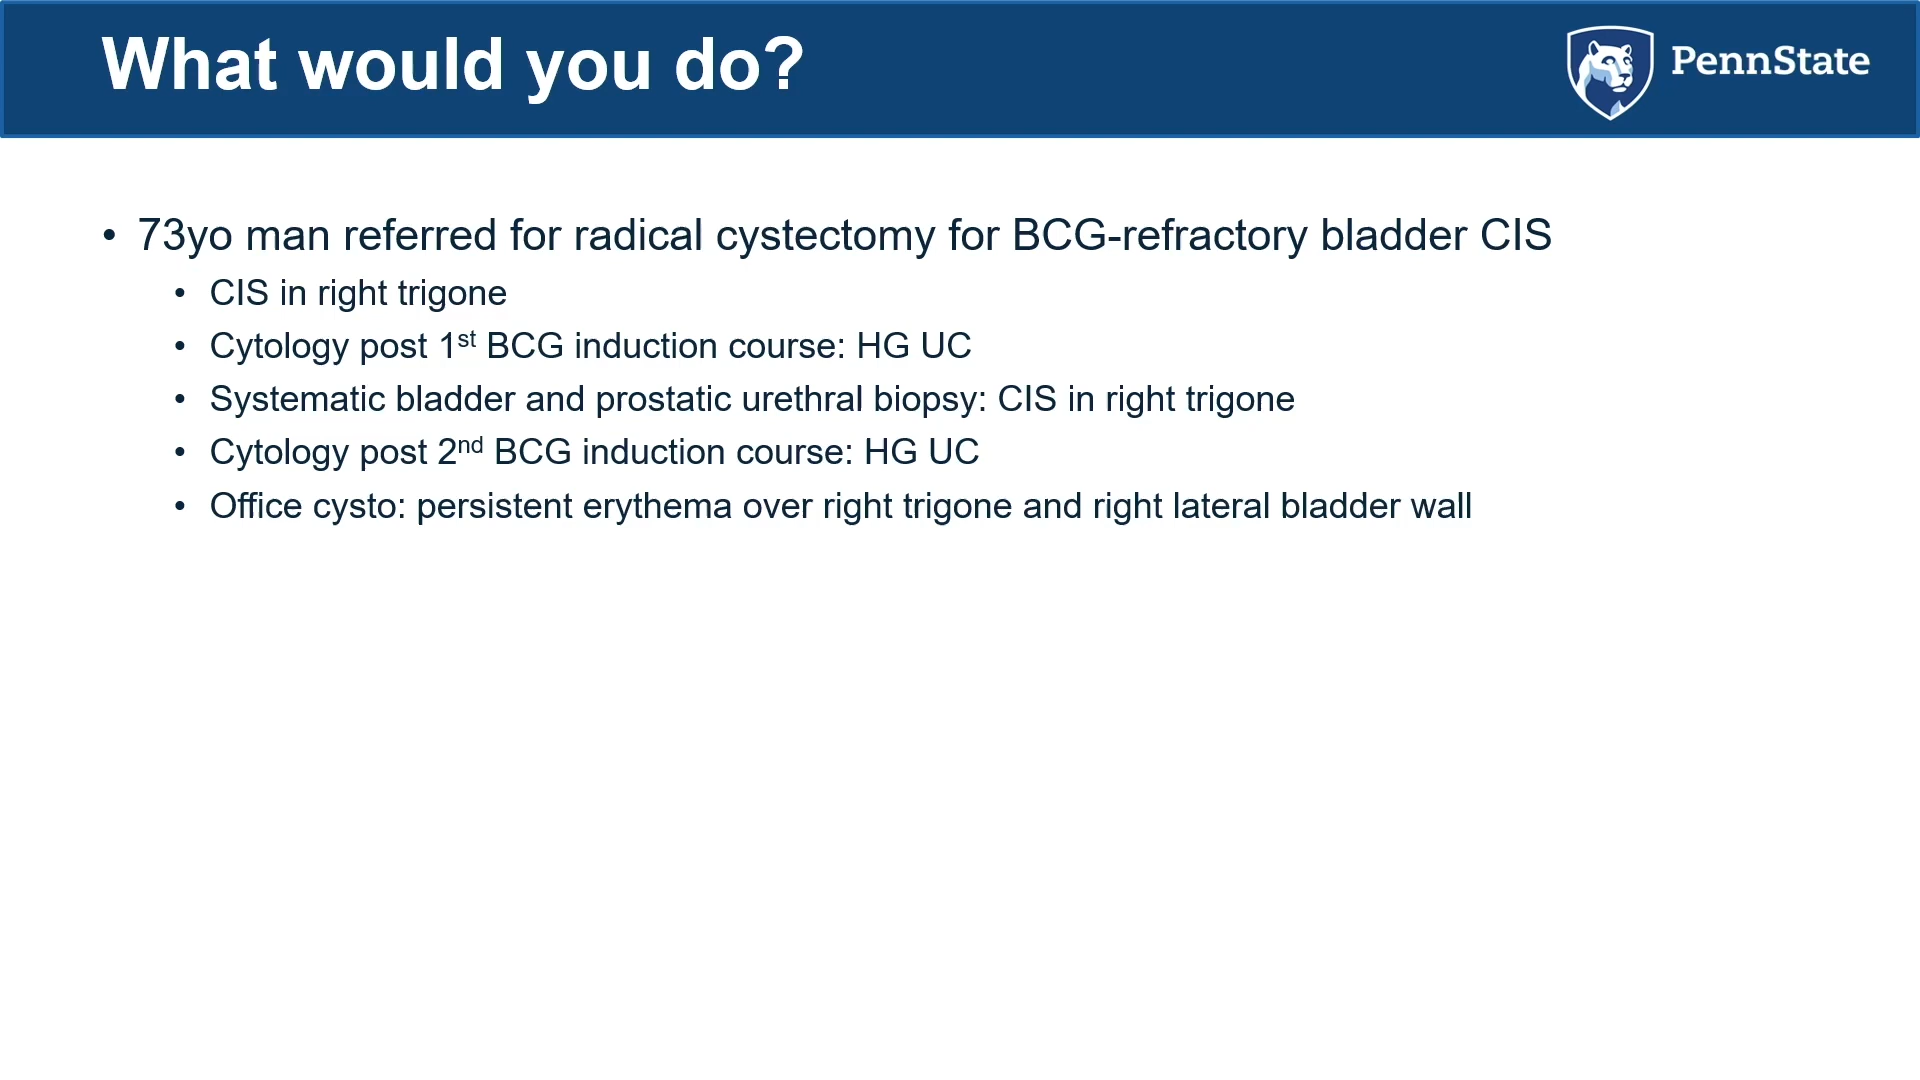 What would you do?
PennState
• 73yo man referred for radical cystectomy for BCG-refractory bladder CIS
• CIS in right trigone
• Cytology post 1st BCG induction course: HG UC
• Systematic bladder and prostatic urethral biopsy: CIS in right trigone
• Cytology post 2nd BCG induction course: HG UC
• Office cysto: persistent erythema over right trigone and right lateral bladder wall